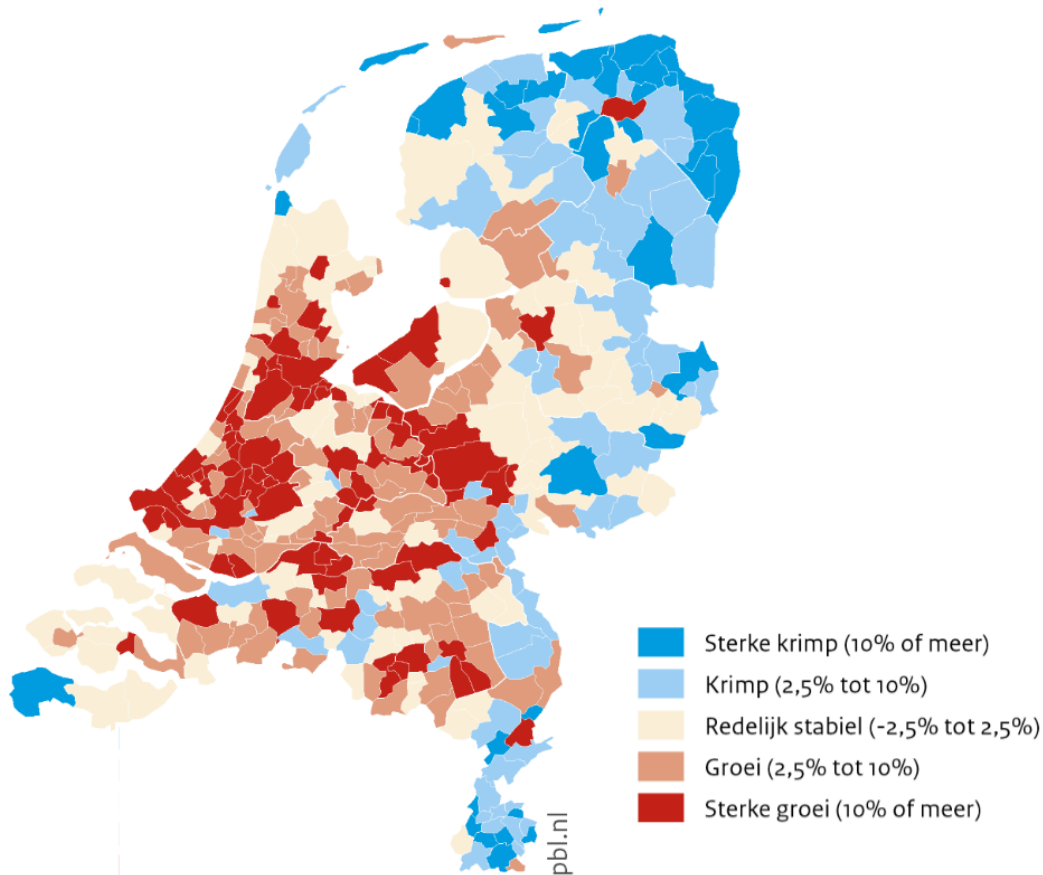 Sterke krimp (10% of meer)
Krimp (2,5% tot 10%)
Redelijk stabiel (-2,5% tot 2,5%)
Groei (2,5% tot 10%)
Sterke groei (10% of meer)
pbl.nl